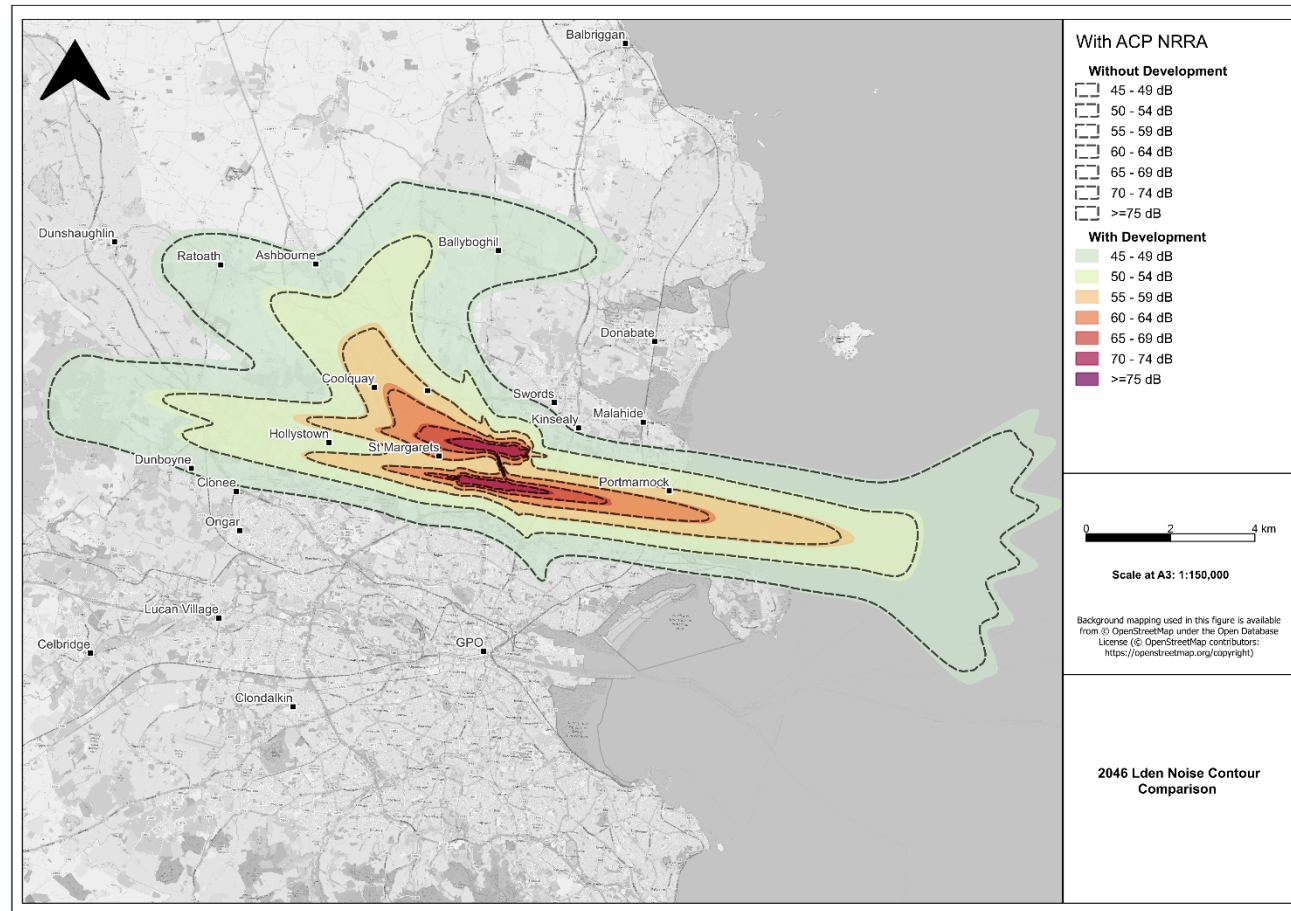 Balbriggan
Dunshaughlin
Ratoath
Ashbourne
Ballyboghil
Donabate
Coolquay
Swords
Kinsealy
Malahide
Hollystown
St Margarets
Dunboyne
Clonee
Portmarnock
Ongar
Lucan Village
GPO
Celbridge
Clondalkin
With ACP NRRA
Without Development
45 - 49 dB
50 - 54 dB
55 - 59 dB
60 - 64 dB
65 - 69 dB
70 - 74 dB
>=75 dB
With Development
45 - 49 dB
50 - 54 dB
55 - 59 dB
60 - 64 dB
65 - 69 dB
70 - 74 dB
>=75 dB
0 2 4 km
Scale at A3: 1:150,000
Background mapping used in this figure is available
from © OpenStreetMap under the Open Database
License (© OpenStreetMap contributors:
https://openstreetmap.org/copyright)
2046 Lden Noise Contour
Comparison